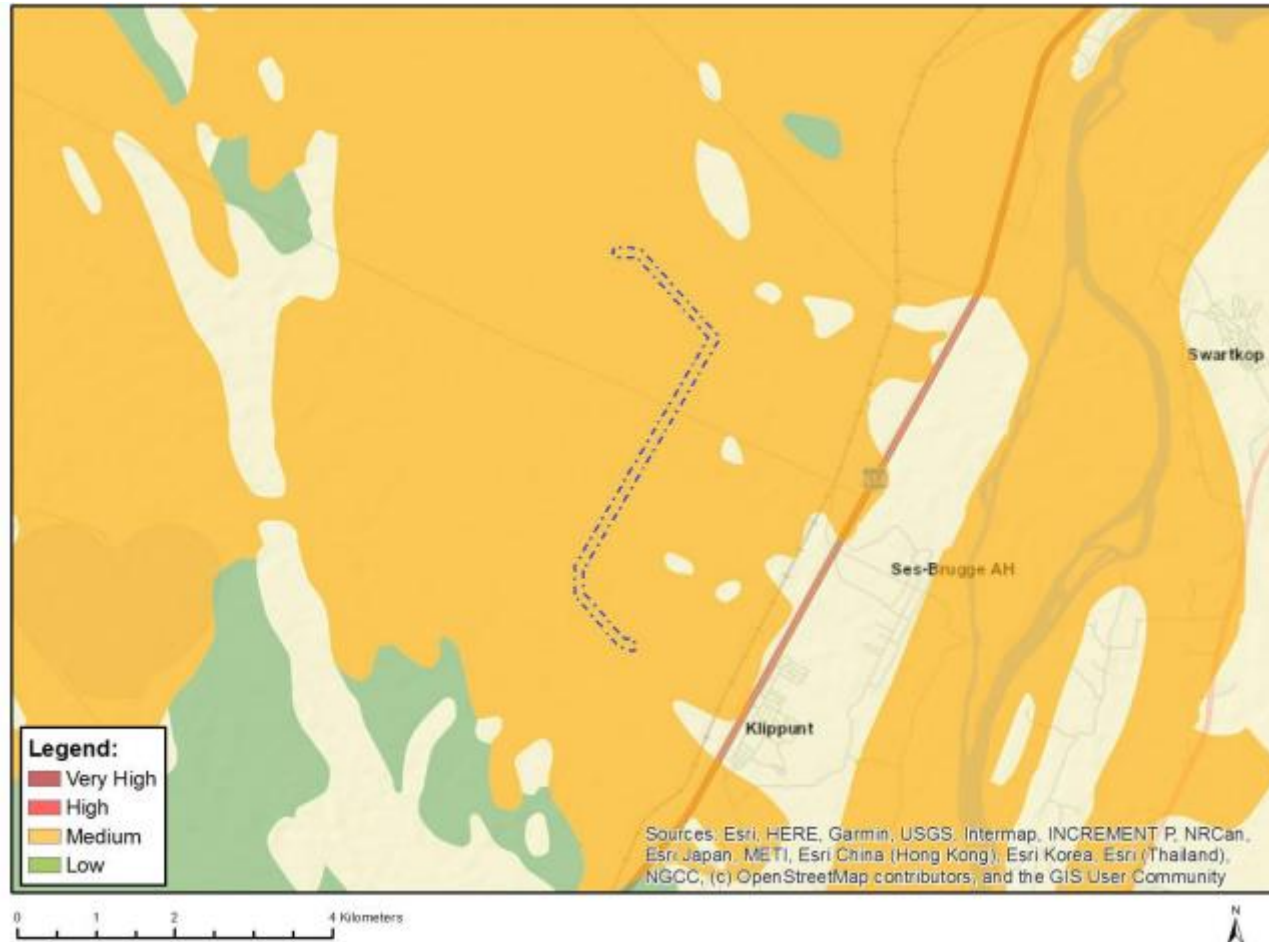 Swartkop
Ses-Brugge AH
Klippunt
Legend:
Very High
High
Medium
Low
Sources: Esri, HERE, Garmin, USGS, Intermap, INCREMENT P, NRCan,
Esri Japan, METI, Esri China (Hong Kong), Esri Korea, Esri (Thailand),
NGCC, (c) OpenStreetMap contributors, and the GIS User Community
0 1 2 4 Kilometers
N